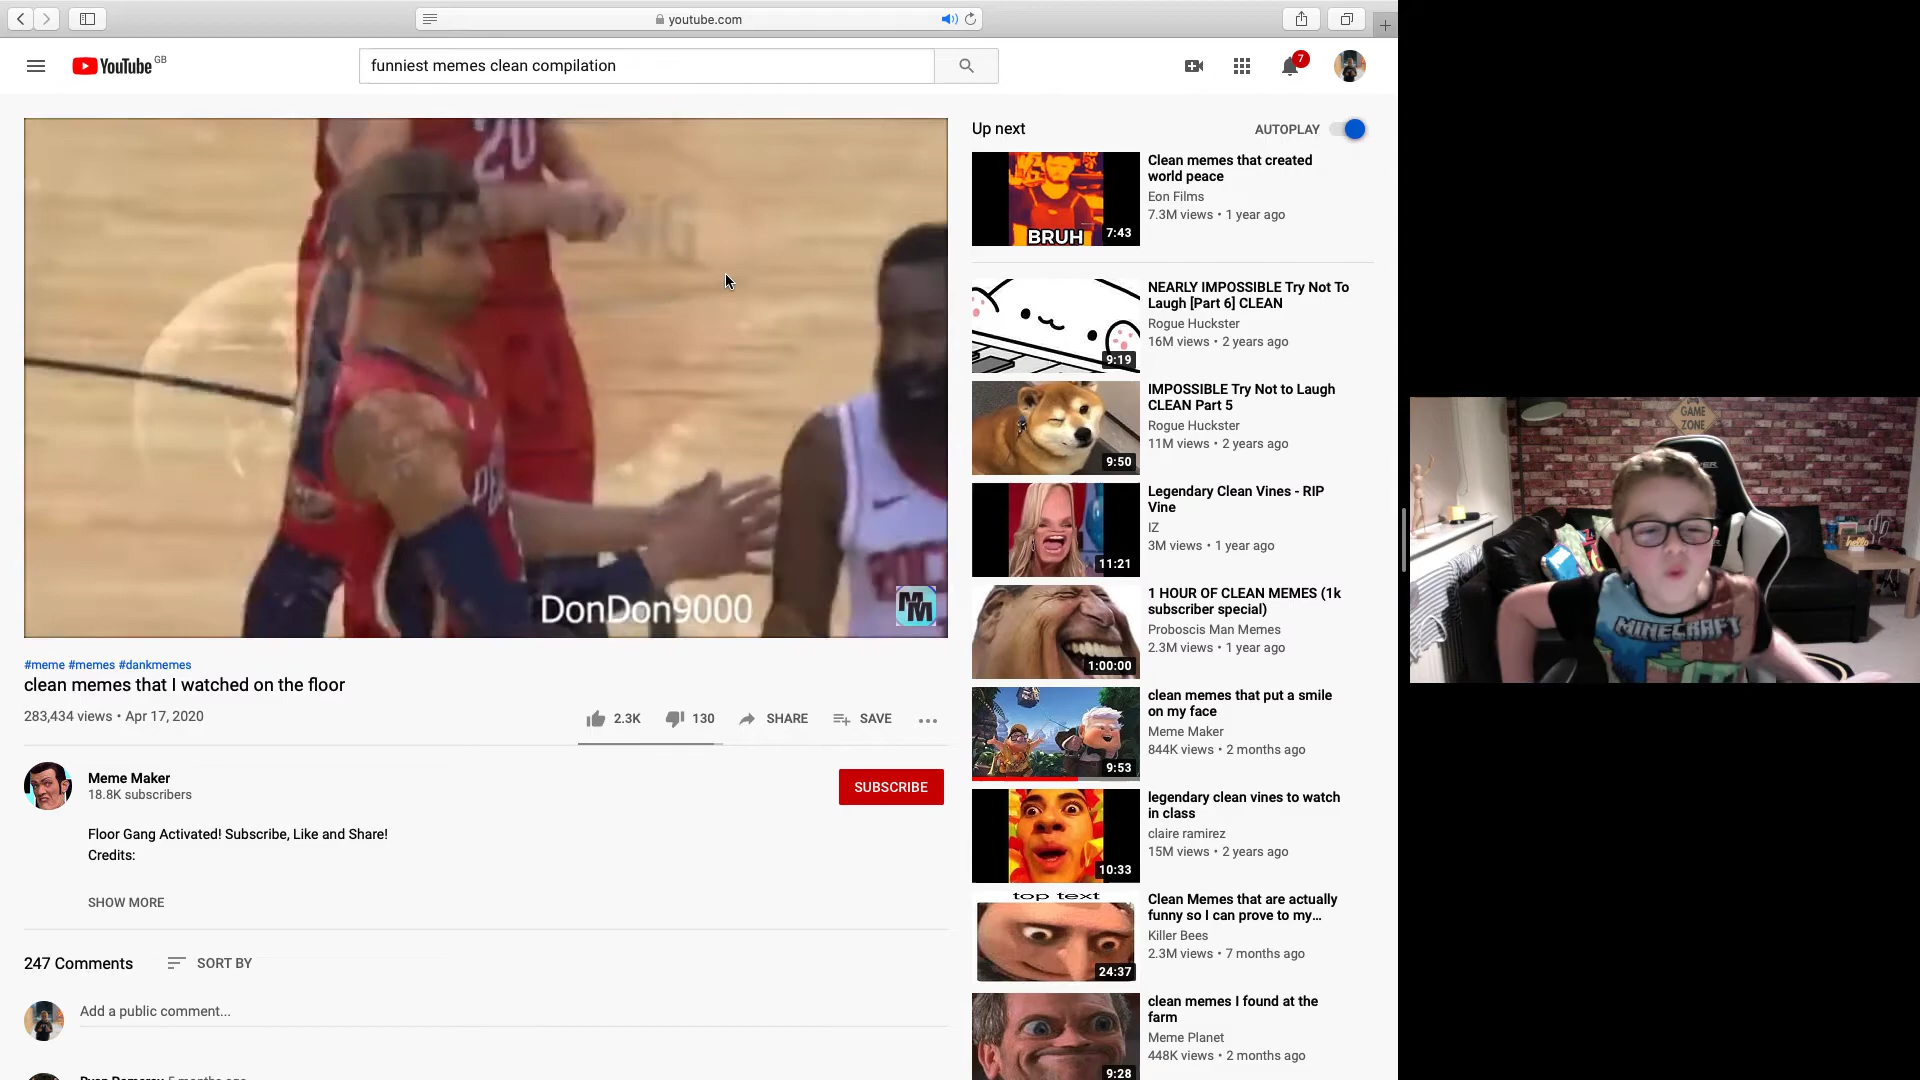 youtube.com
YouTube GB
funniest memes clean compilation
7
20
DonDon9000
MM
#meme #memes #dankmemes
clean memes that I watched on the floor
283,434 views • Apr 17, 2020
2.3K
130
SHARE
SAVE
Meme Maker
18.8K subscribers
SUBSCRIBE
Floor Gang Activated! Subscribe, Like and Share!
Credits:
SHOW MORE
247 Comments
SORT BY
Add a public comment...
Up next
AUTOPLAY
BRUH
7:43
Clean memes that created
world peace
Eon Films
7.3M views • 1 year ago
9:19
NEARLY IMPOSSIBLE Try Not To
Laugh [Part 6] CLEAN
Rogue Huckster
16M views • 2 years ago
9:50
IMPOSSIBLE Try Not to Laugh
CLEAN Part 5
Rogue Huckster
11M views • 2 years ago
11:21
Legendary Clean Vines - RIP
Vine
IZ
3M views • 1 year ago
1:00:00
1 HOUR OF CLEAN MEMES (1k
subscriber special)
Proboscis Man Memes
2.3M views • 1 year ago
9:53
clean memes that put a smile
on my face
Meme Maker
844K views • 2 months ago
10:33
legendary clean vines to watch
in class
claire ramirez
15M views • 2 years ago
top text
24:37
Clean Memes that are actually
funny so I can prove to my...
Killer Bees
2.3M views • 7 months ago
9:28
clean memes I found at the
farm
Meme Planet
448K views • 2 months ago
GAME
ZONE
MINECRAFT
hello